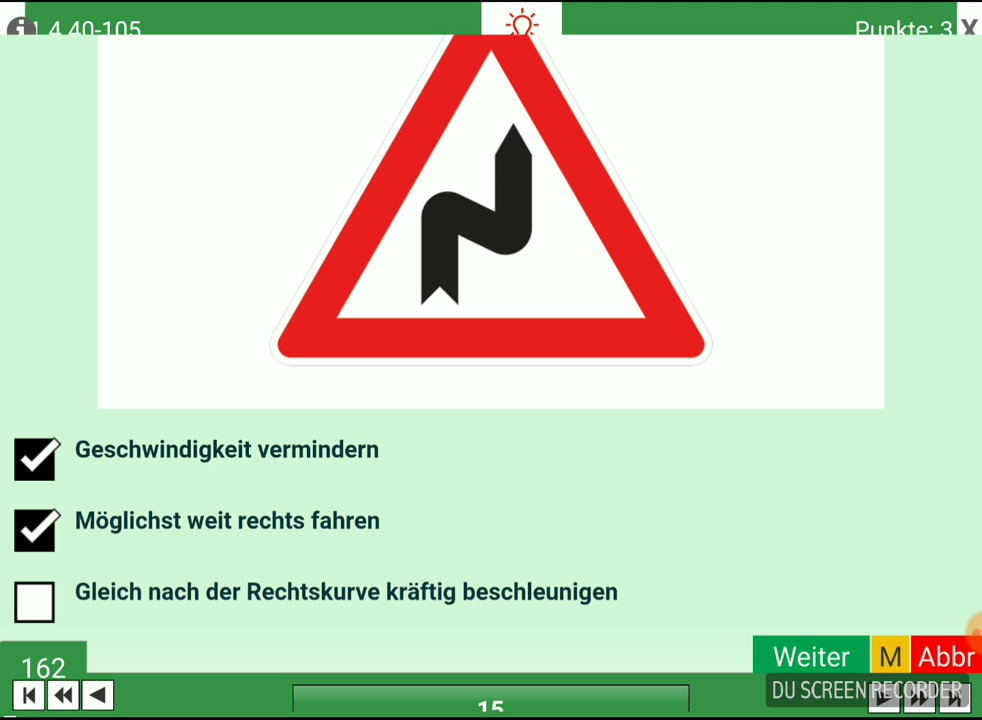 1.4.40-105
Punkte: 3 X
Geschwindigkeit vermindern
Möglichst weit rechts fahren
Gleich nach der Rechtskurve kräftig beschleunigen
162
Weiter M Abbr
DU SCREEN RECORDER
15